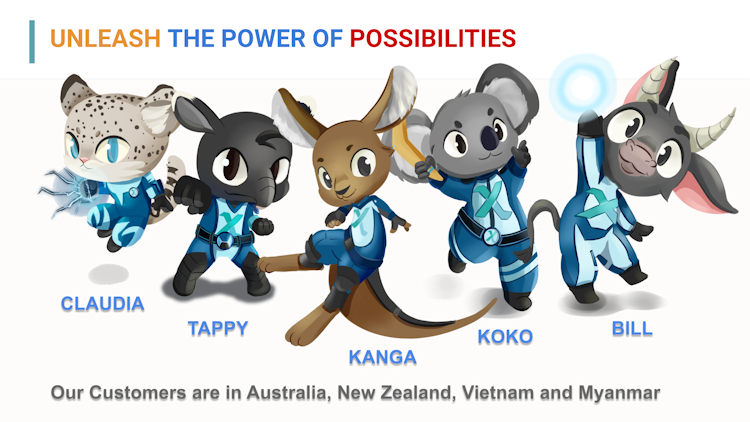 UNLEASH THE POWER OF POSSIBILITIES
CLAUDIA
TAPPY
KANGA
KOKO
BILL
Our Customers are in Australia, New Zealand, Vietnam and Myanmar